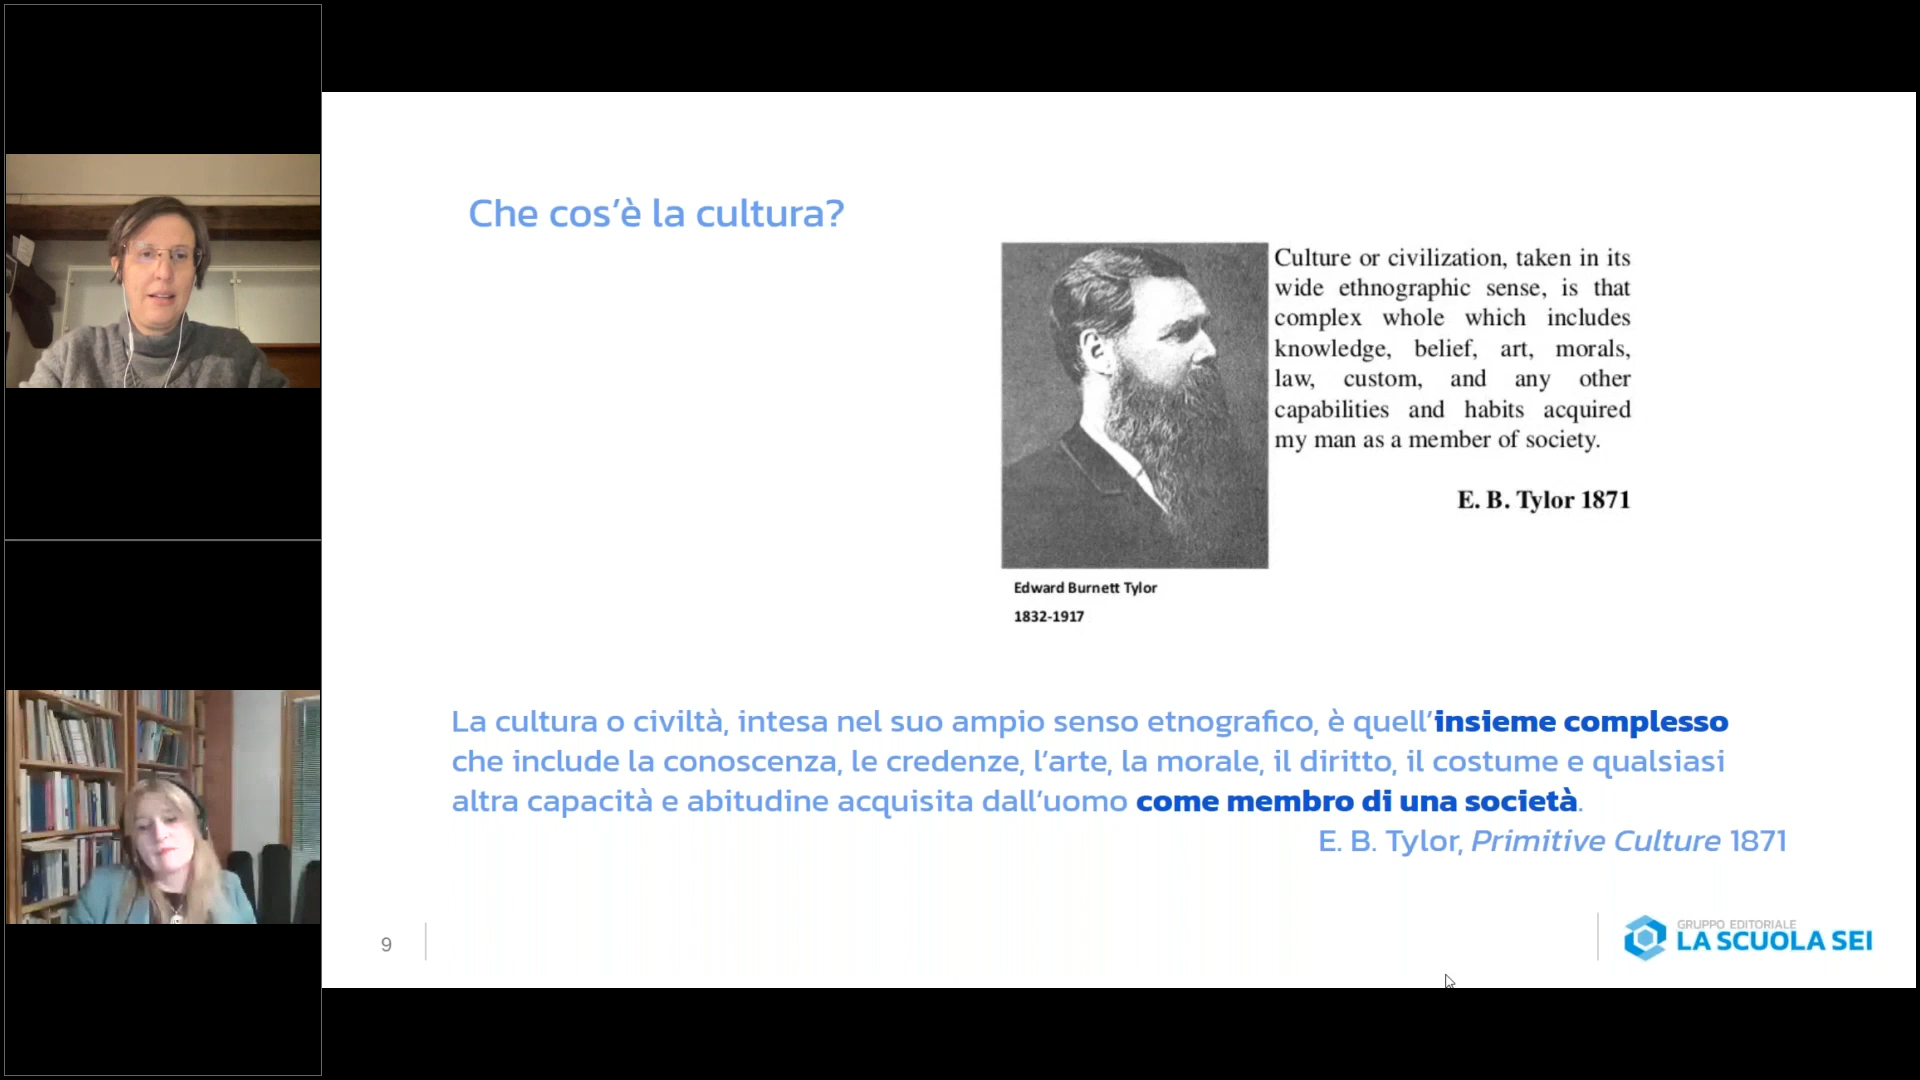 Che cos'è la cultura?
Culture or civilization, taken in its
wide ethnographic sense, is that
complex whole which includes
knowledge, belief, art, morals,
law, custom, and any other
capabilities and habits acquired
my man as a member of society.
E. B. Tylor 1871
Edward Burnett Tylor
1832-1917
La cultura o civiltà, intesa nel suo ampio senso etnografico, è quell'insieme complesso
che include la conoscenza, le credenze, l'arte, la morale, il diritto, il costume e qualsiasi
altra capacità e abitudine acquisita dall'uomo come membro di una società.
E. B. Tylor, Primitive Culture 1871
9
GRUPPO EDITORIALE
LA SCUOLA SEI